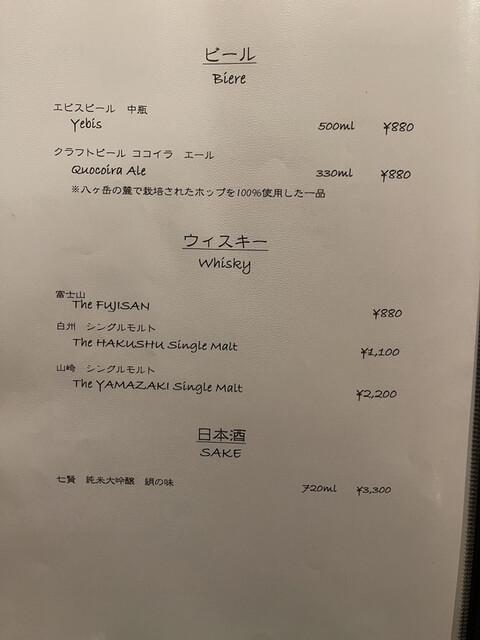 ビール
Biere
ヱビスビール 中瓶
Yebis 500ml ¥880
クラフトビール ココイラ エール
Quocoira Ale 330ml ¥880
※八ヶ岳の麓で栽培されたホップを100%使用した一品
ウィスキー
Whisky
富士山
The FUJISAN ¥880
白州 シングルモルト
The HAKUSHU Single Malt ¥1,100
山崎 シングルモルト
The YAMAZAKI Single Malt ¥2,200
日本酒
SAKE
七賢 純米大吟醸 絹の味 720ml ¥3,300